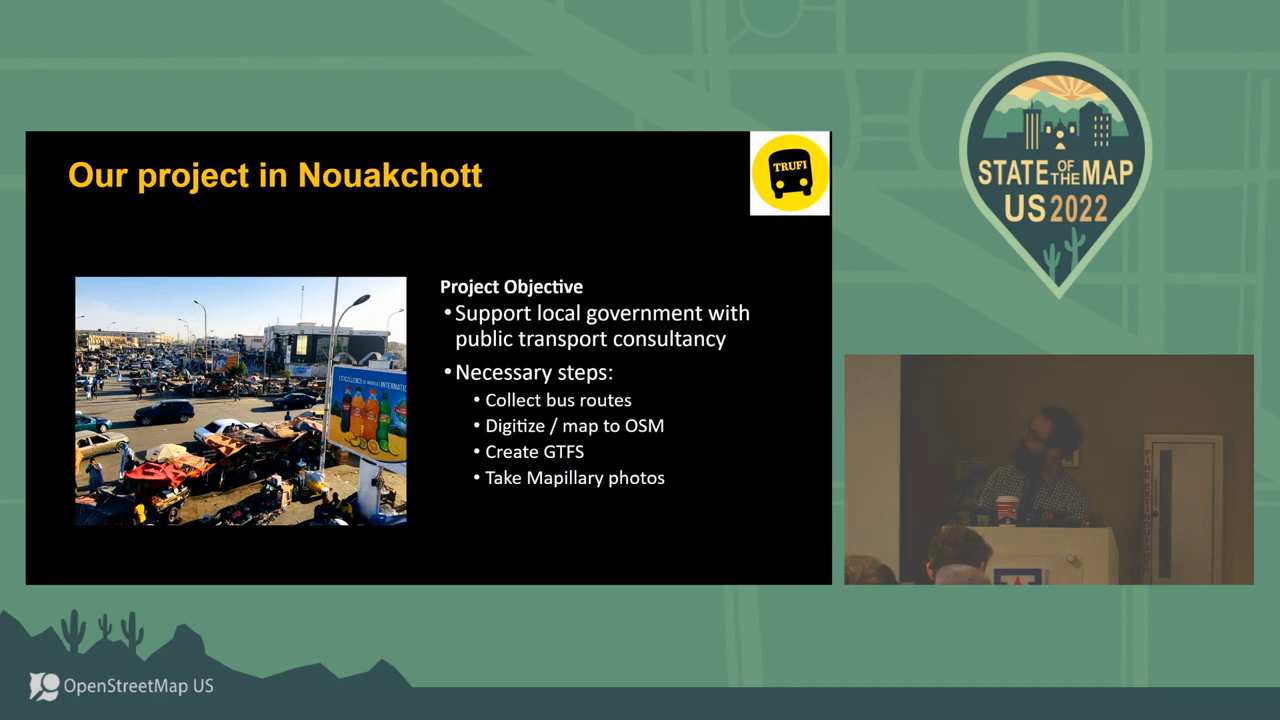 Our project in Nouakchott
TRUFI
Project Objective
• Support local government with
public transport consultancy
• Necessary steps:
• Collect bus routes
• Digitize / map to OSM
• Create GTFS
• Take Mapillary photos
STATE OF THE MAP
US 2022
OpenStreetMap US